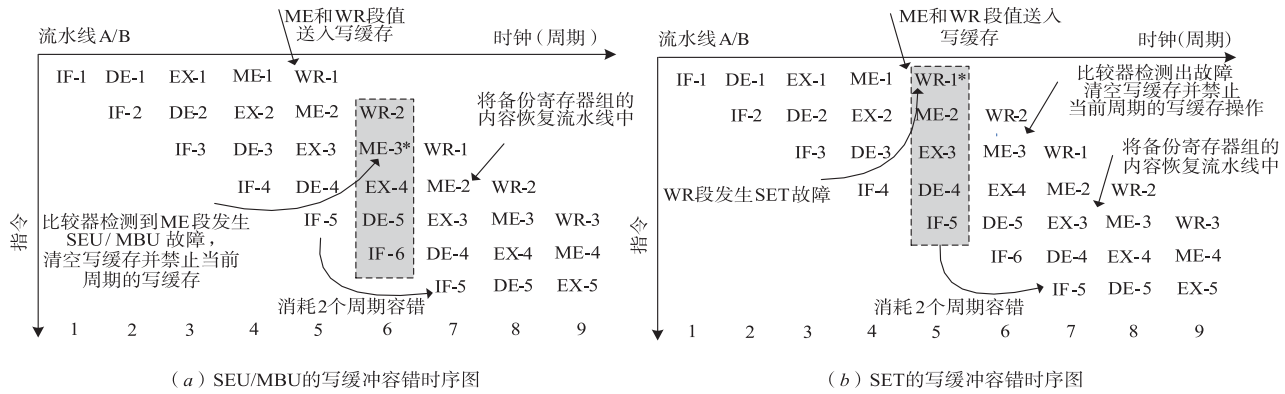 ME和WR段值
送入写缓存
流水线A/B
时钟(周期)
IF-1 DE-1 EX-1 ME-1 WR-1
IF-2 DE-2 EX-2 ME-2 WR-2
将备份寄存器组的
内容恢复流水线中
IF-3 DE-3 EX-3 ME-3* WR-1
IF-4 DE-4 EX-4 ME-2 WR-2
比较器检测到ME段发生
SEU/MBU故障，
清空写缓存并禁止当前
周期的写缓存
IF-5 DE-5 EX-3 ME-3 WR-3
IF-6 DE-4 EX-4 ME-4
IF-5 DE-5 EX-5
消耗2个周期容错
指令
1 2 3 4 5 6 7 8 9
(a) SEU/MBU的写缓冲容错时序图
ME和WR段值送入
写缓存
流水线A/B
时钟(周期)
IF-1 DE-1 EX-1 ME-1 WR-1*
比较器检测出故障
清空写缓存并禁止
当前周期的写缓存操作
IF-2 DE-2 EX-2 ME-2 WR-2
IF-3 DE-3 EX-3 ME-3 WR-1
将备份寄存器组的
内容恢复流水线中
WR段发生SET故障
IF-4 DE-4 EX-4 ME-2 WR-2
IF-5 DE-5 EX-3 ME-3 WR-3
IF-6 DE-4 EX-4 ME-4
IF-5 DE-5 EX-5
消耗2个周期容错
指令
1 2 3 4 5 6 7 8 9
(b) SET的写缓冲容错时序图